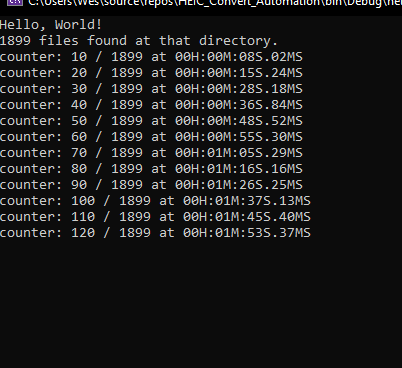 C:\Users\Wes\source\repos\HEIC_Convert_Automation\bin\Debug\ne
Hello, World!
1899 files found at that directory.
counter: 10 / 1899 at 00H:00M:08S.02MS
counter: 20 / 1899 at 00H:00M:15S.24MS
counter: 30 / 1899 at 00H:00M:28S.18MS
counter: 40 / 1899 at 00H:00M:36S.84MS
counter: 50 / 1899 at 00H:00M:48S.52MS
counter: 60 / 1899 at 00H:00M:55S.30MS
counter: 70 / 1899 at 00H:01M:05S.29MS
counter: 80 / 1899 at 00H:01M:16S.16MS
counter: 90 / 1899 at 00H:01M:26S.25MS
counter: 100 / 1899 at 00H:01M:37S.13MS
counter: 110 / 1899 at 00H:01M:45S.40MS
counter: 120 / 1899 at 00H:01M:53S.37MS